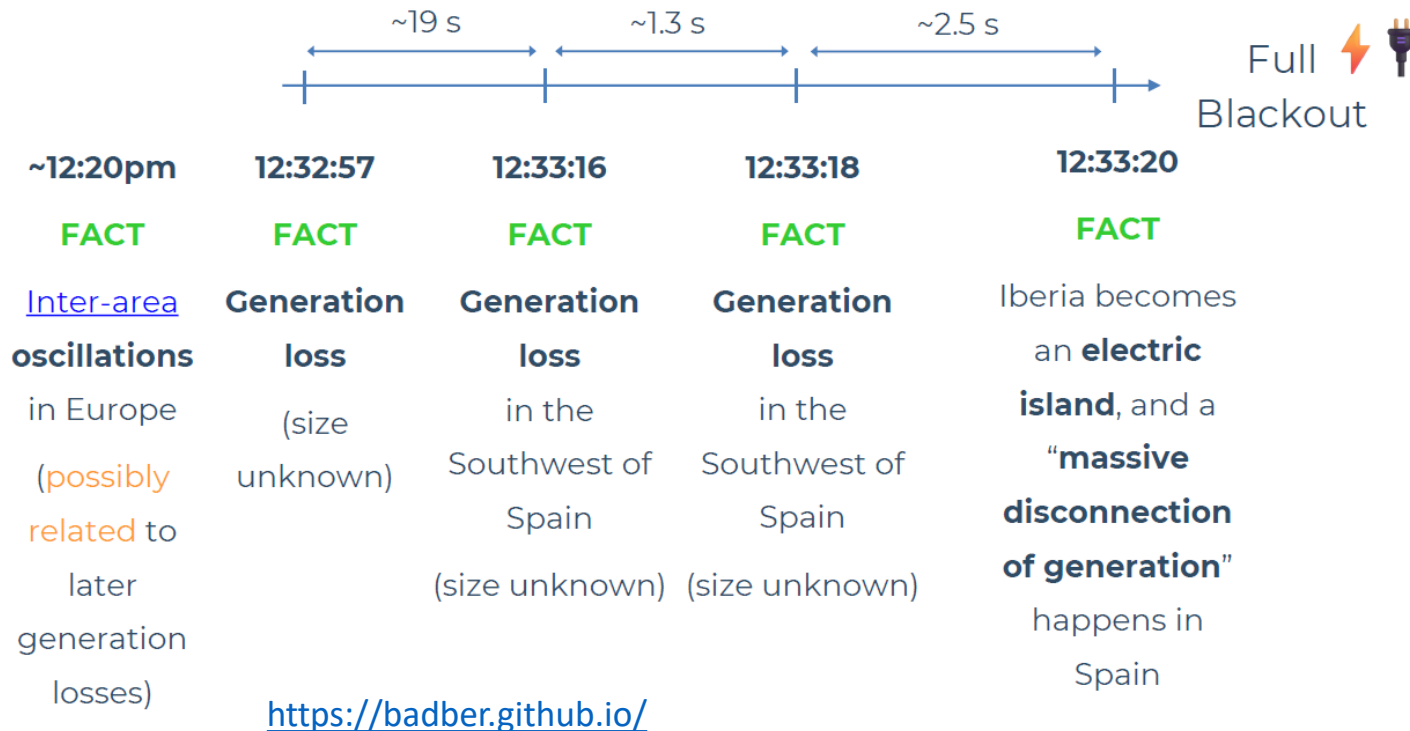 ~19 s
~1.3 s
~2.5 s
Full
Blackout
~12:20pm
FACT
Inter-area
oscillations
in Europe
(possibly
related to
later
generation
losses)
12:32:57
FACT
Generation
loss
(size
unknown)
12:33:16
FACT
Generation
loss
in the
Southwest of
Spain
(size unknown)
12:33:18
FACT
Generation
loss
in the
Southwest of
Spain
(size unknown)
12:33:20
FACT
Iberia becomes
an electric
island, and a
“massive
disconnection
of generation”
happens in
Spain
https://badber.github.io/